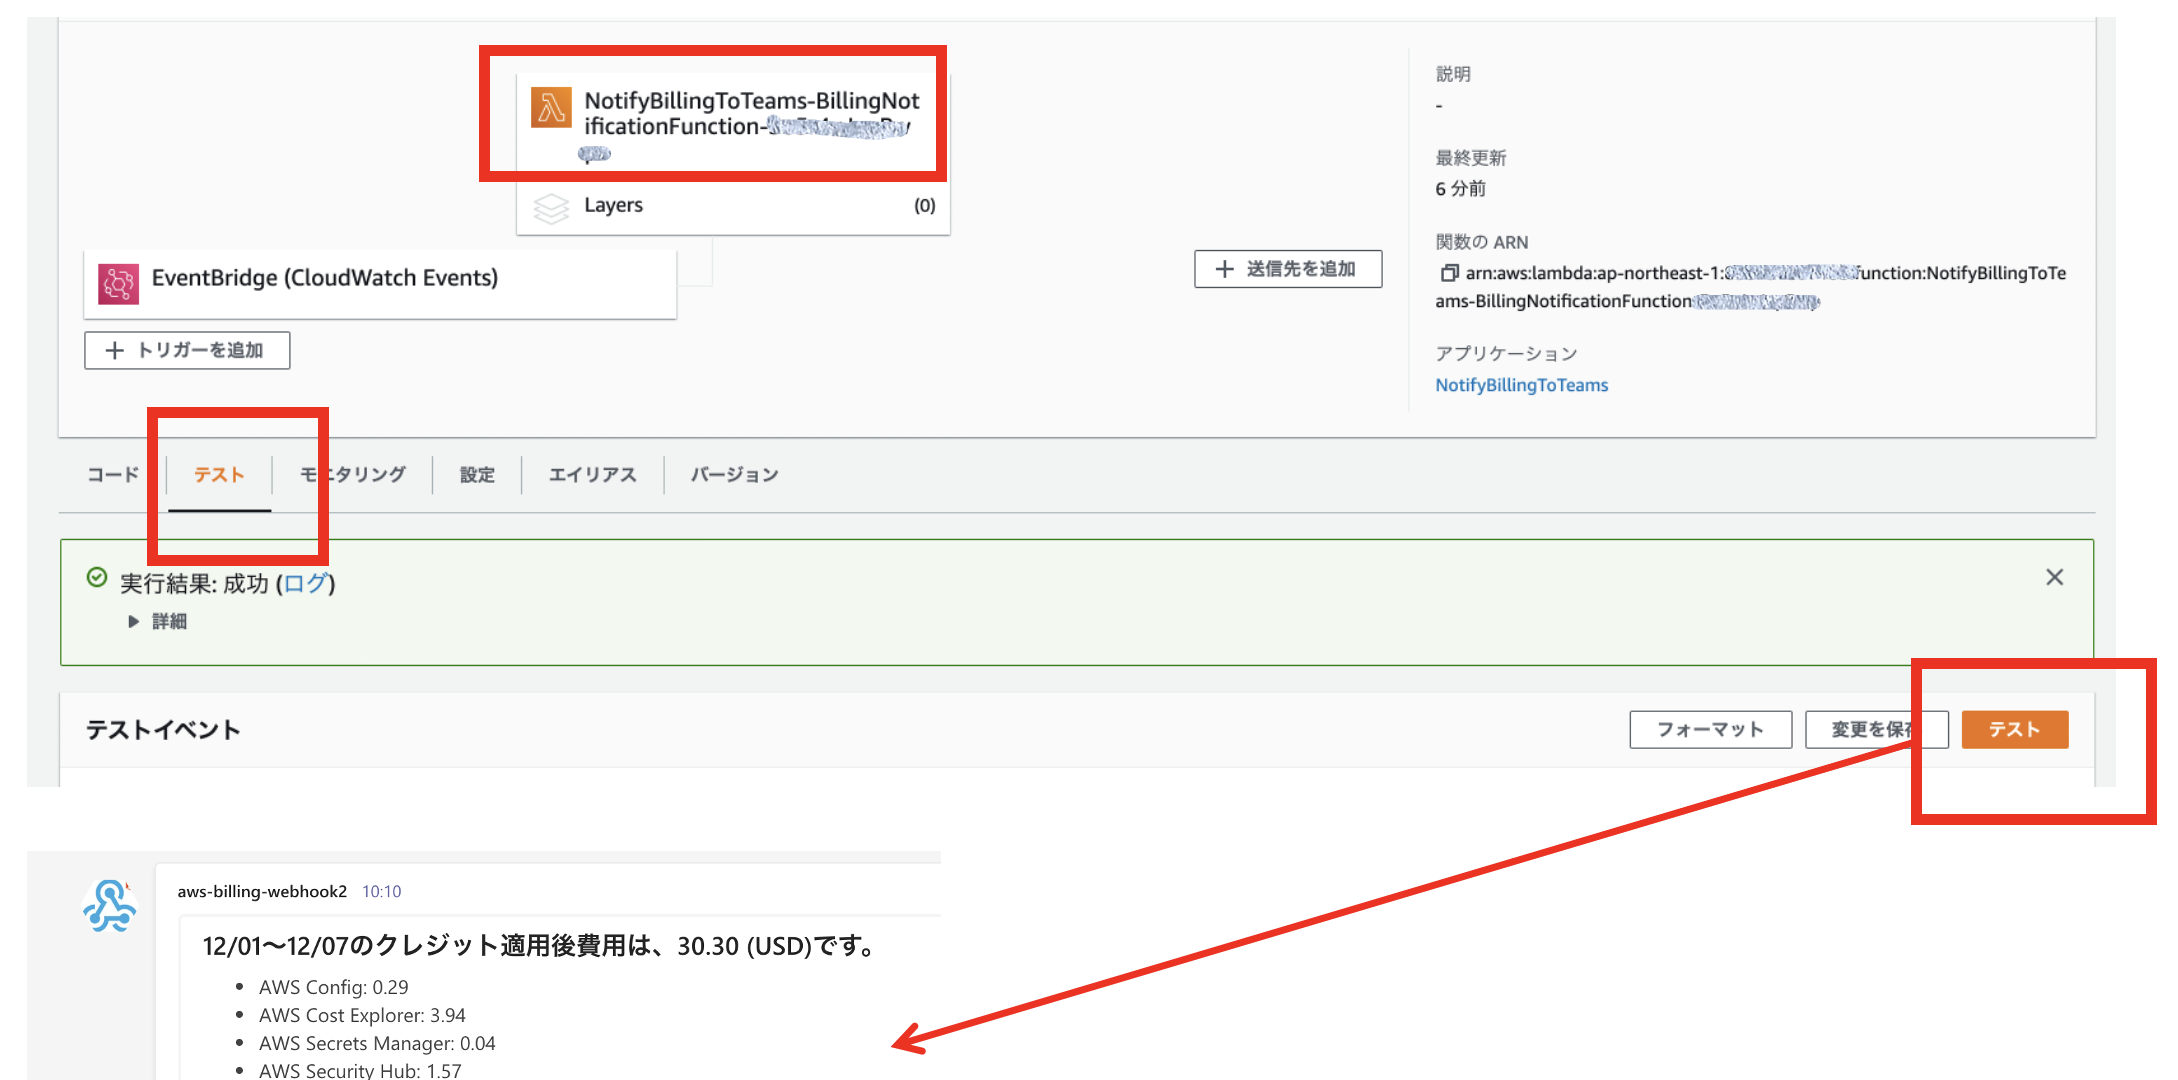 NotifyBillingToTeams-BillingNot
ificationFunction-
Layers
(0)
EventBridge (CloudWatch Events)
+ トリガーを追加
+ 送信先を追加
説明
-
最終更新
6 分前
関数の ARN
arn:aws:lambda:ap-northeast-1: function:NotifyBillingToTe
ams-BillingNotificationFunction
アプリケーション
NotifyBillingToTeams
コード
テスト
モニタリング
設定
エイリアス
バージョン
実行結果: 成功 (ログ)
詳細
テストイベント
フォーマット
変更を保存
テスト
aws-billing-webhook2 10:10
12/01～12/07のクレジット適用後費用は、30.30 (USD)です。
• AWS Config: 0.29
• AWS Cost Explorer: 3.94
• AWS Secrets Manager: 0.04
• AWS Security Hub: 1.57